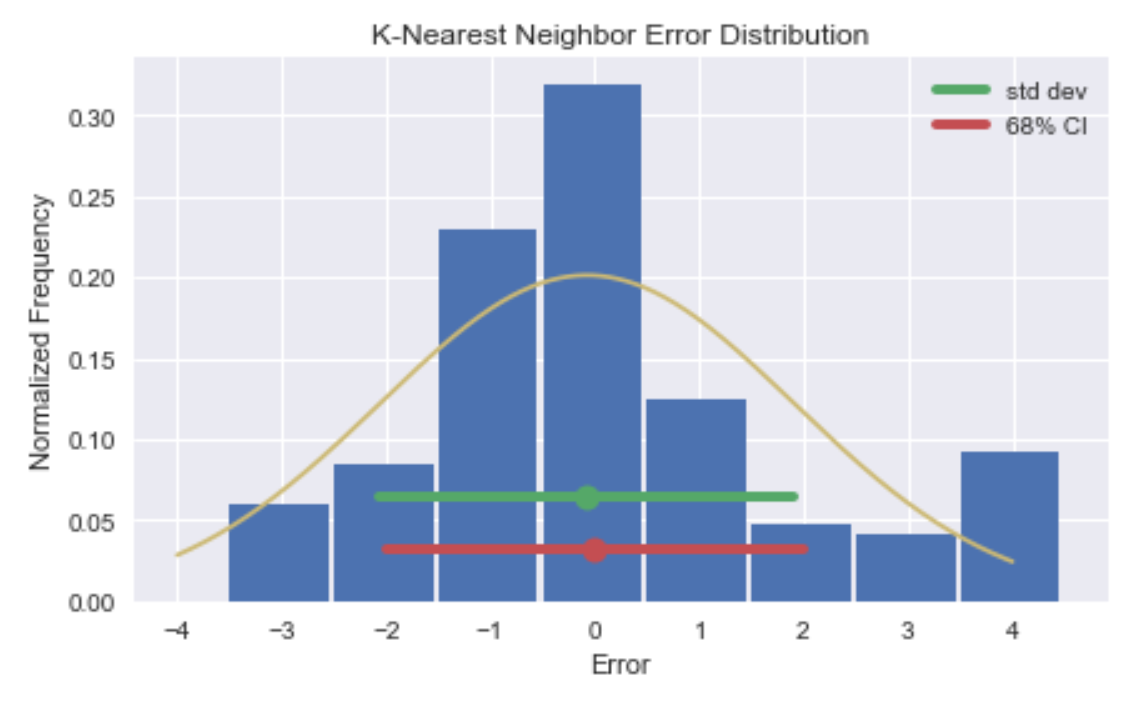 K-Nearest Neighbor Error Distribution
std dev
68% CI
Normalized Frequency
0.30
0.25
0.20
0.15
0.10
0.05
0.00
−4 −3 −2 −1 0 1 2 3 4
Error